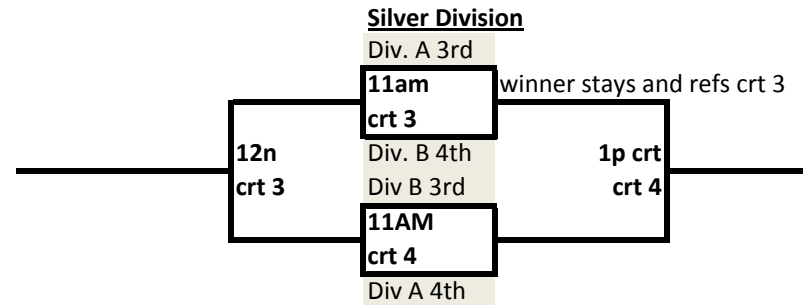 Silver Division
Div. A 3rd
11am winner stays and refs crt 3
crt 3
12n Div. B 4th 1p crt
crt 3 Div B 3rd crt 4
11AM
crt 4
Div A 4th